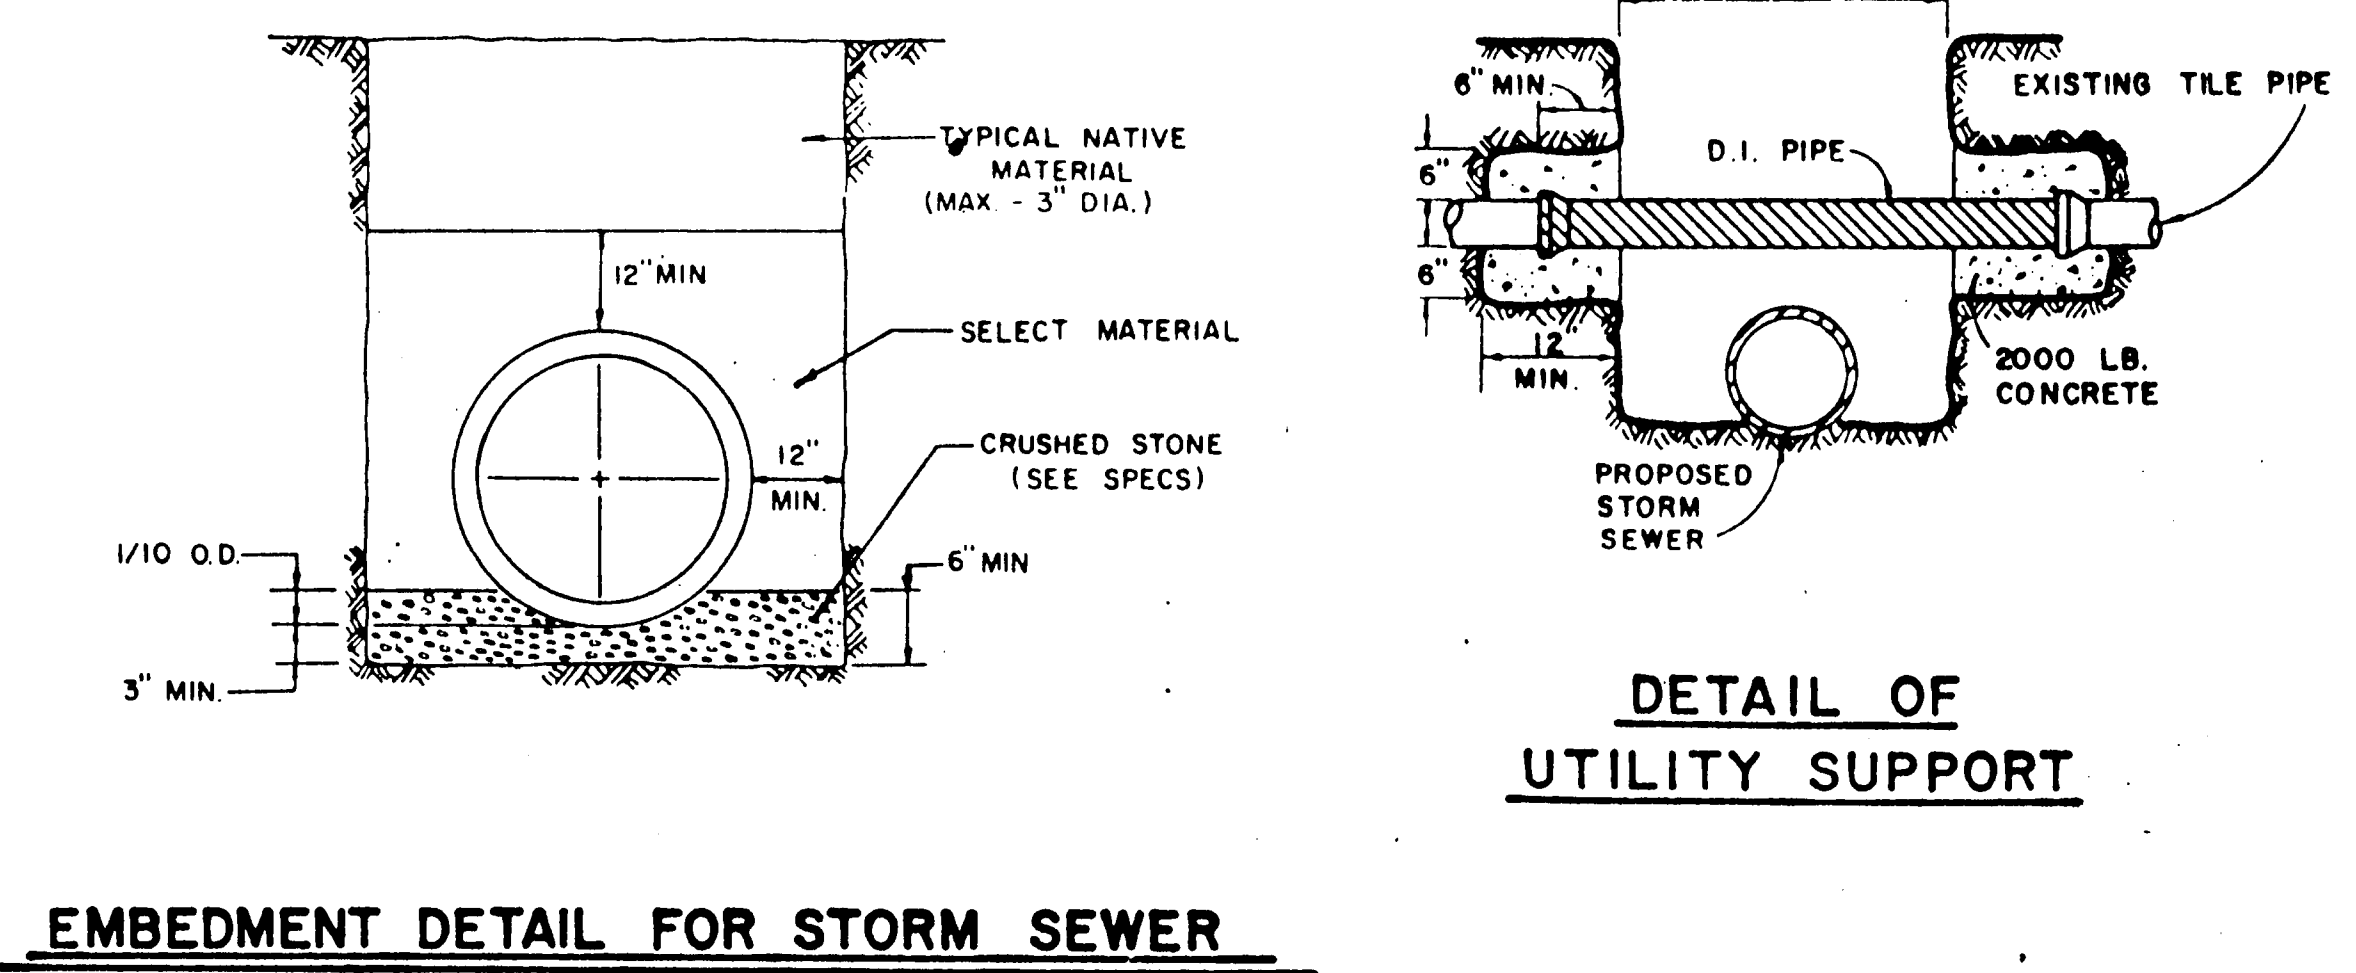 TYPICAL NATIVE
MATERIAL
(MAX. - 3" DIA.)
12" MIN
SELECT MATERIAL
CRUSHED STONE
(SEE SPECS)
12"
MIN.
1/10 O.D.
6" MIN
3" MIN.
EMBEDMENT DETAIL FOR STORM SEWER
6" MIN.
EXISTING TILE PIPE
D.I. PIPE
6"
6"
12"
MIN.
2000 LB.
CONCRETE
PROPOSED
STORM
SEWER
DETAIL OF
UTILITY SUPPORT